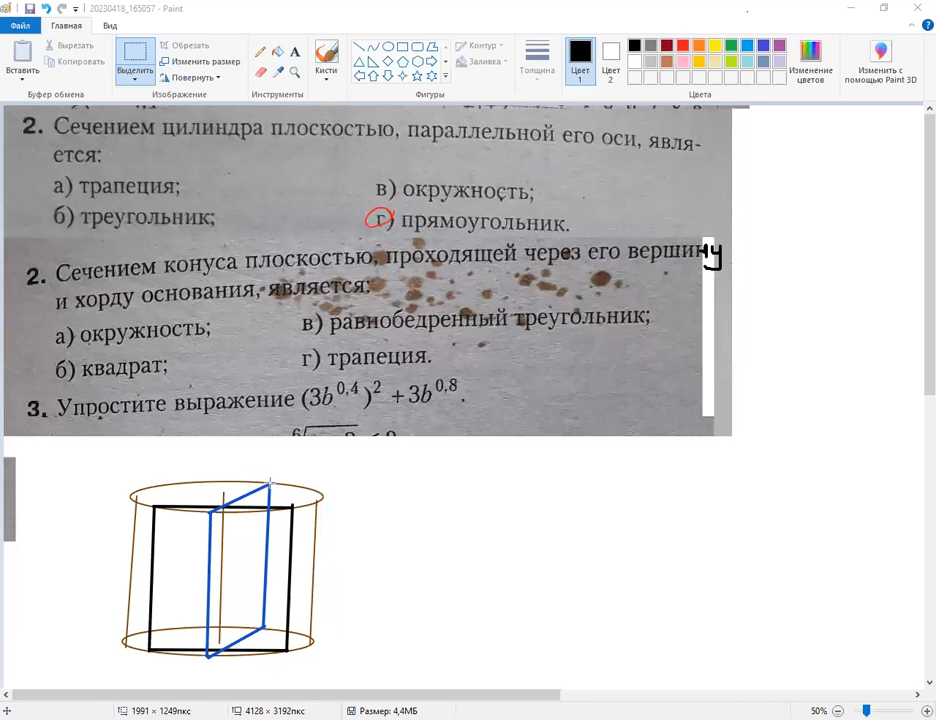 20230418_165057 - Paint
Файл Главная Вид
Вставить Вырезать Копировать
Выделить Обрезать Изменить размер Повернуть
Кисти
Контур Заливка
Толщина
Цвет 1 Цвет 2
Изменение цветов
Изменить с помощью Paint 3D
Буфер обмена Изображение Инструменты Фигуры Цвета
2. Сечением цилиндра плоскостью, параллельной его оси, явля-
ется:
а) трапеция; в) окружность;
б) треугольник; г) прямоугольник.
2. Сечением конуса плоскостью, проходящей через его вершину
и хорду основания, является:
а) окружность; в) равнобедренный треугольник;
б) квадрат; г) трапеция.
3. Упростите выражение (3b^0,4)^2 + 3b^0,8.
1991 × 1249пкс 4128 × 3192пкс Размер: 4,4МБ 50%